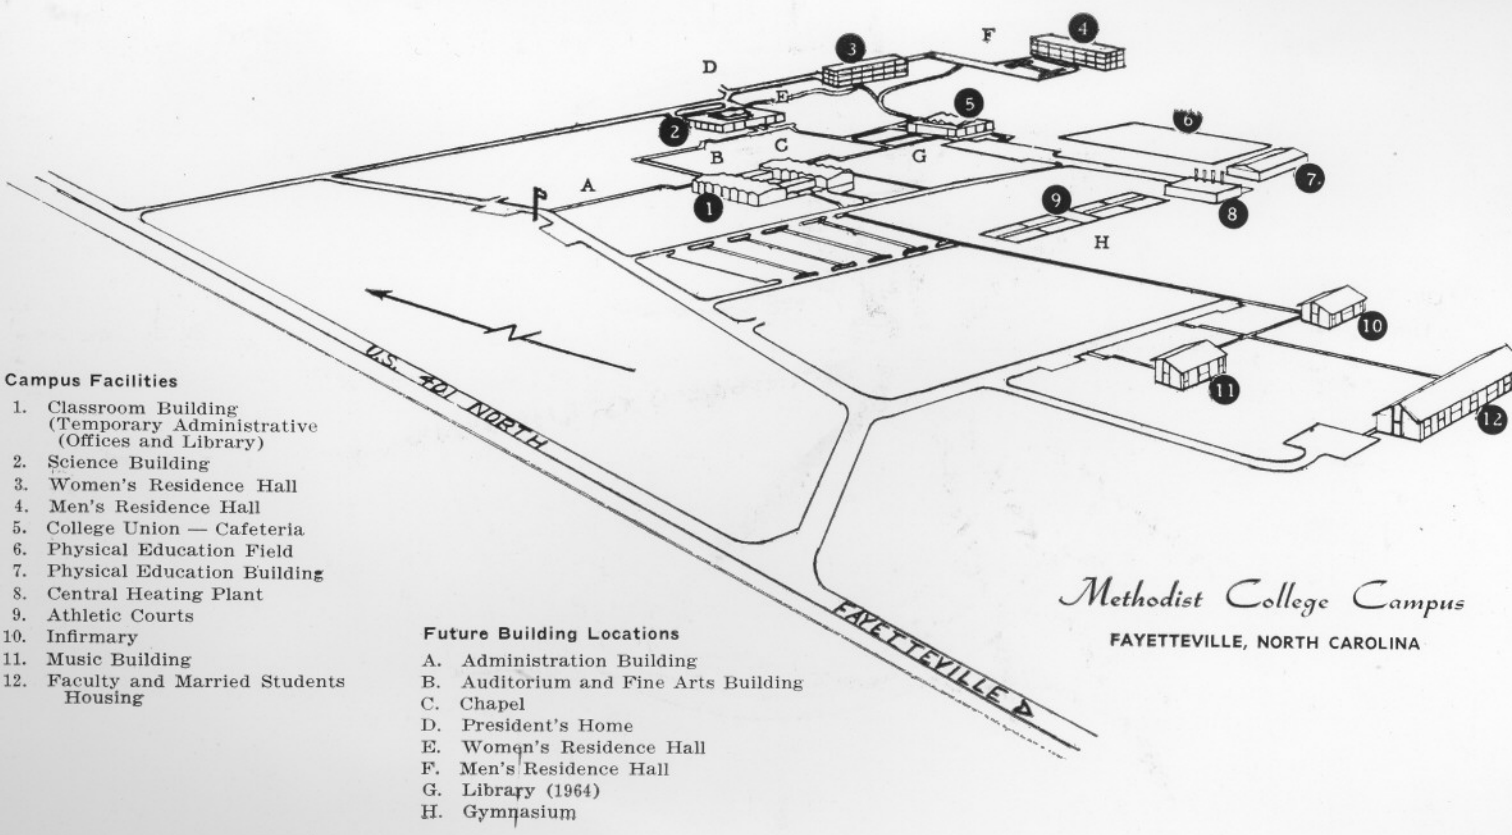 D
F
3
4
E
2
5
6
B
C
G
7
A
1
9
8
H
10
11
12
U.S. 401 NORTH
FAYETTEVILLE
Campus Facilities
1. Classroom Building
(Temporary Administrative
(Offices and Library)
2. Science Building
3. Women's Residence Hall
4. Men's Residence Hall
5. College Union — Cafeteria
6. Physical Education Field
7. Physical Education Building
8. Central Heating Plant
9. Athletic Courts
10. Infirmary
11. Music Building
12. Faculty and Married Students
Housing
Future Building Locations
A. Administration Building
B. Auditorium and Fine Arts Building
C. Chapel
D. President's Home
E. Women's Residence Hall
F. Men's Residence Hall
G. Library (1964)
H. Gymnasium
Methodist College Campus
FAYETTEVILLE, NORTH CAROLINA